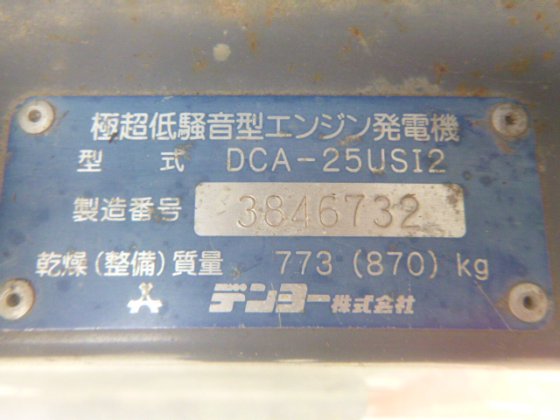 極超低騒音型エンジン発電機
型 式 DCA-25USI2
製造番号 3846732
乾燥(整備)質量 773 (870) kg
デンヨー株式会社